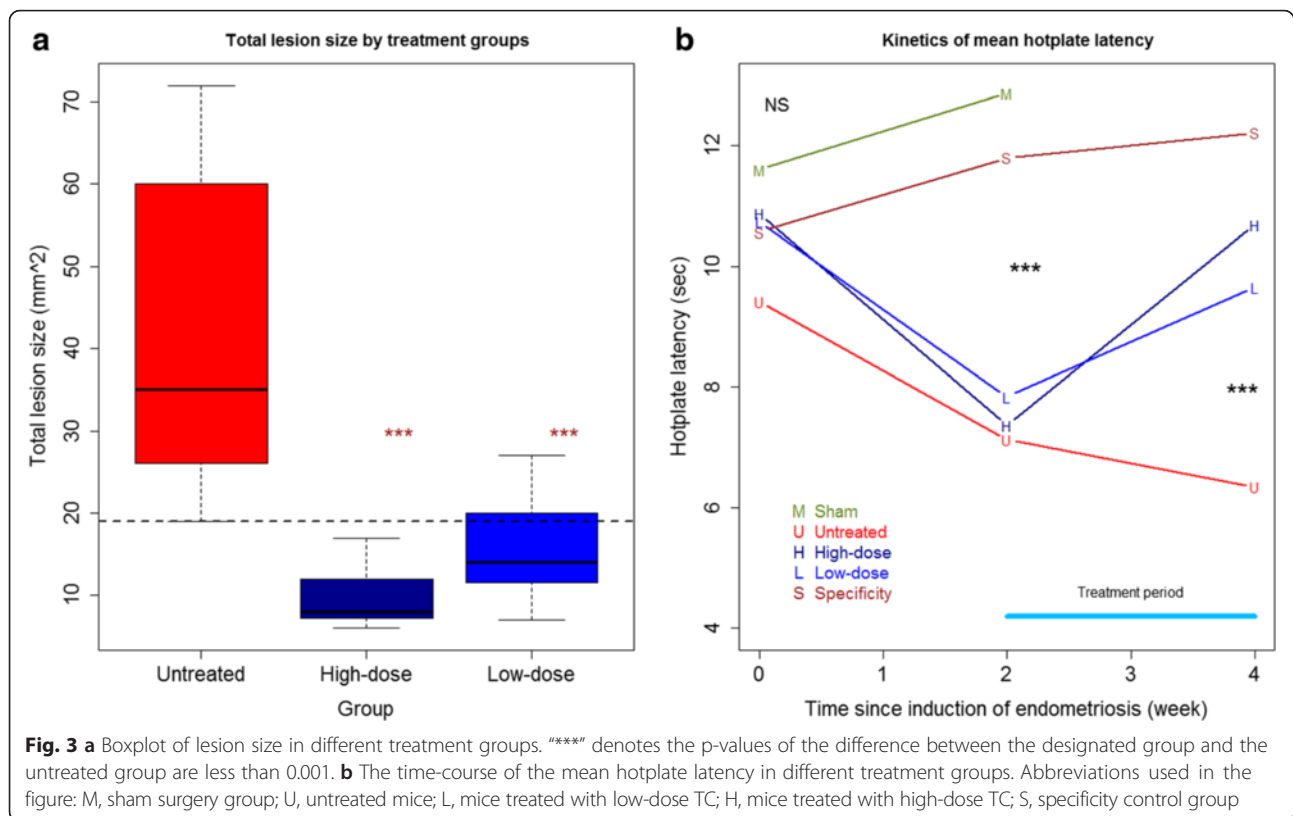 a
Total lesion size by treatment groups
Total lesion size (mm^2)
70
60
50
40
30
20
10
***
***
Untreated
High-dose
Low-dose
Group
b
Kinetics of mean hotplate latency
Hotplate latency (sec)
12
10
8
6
4
NS
M
M
S
S
S
H
H
H
L
L
L
U
U
U
***
***
M Sham
U Untreated
H High-dose
L Low-dose
S Specificity
Treatment period
0
1
2
3
4
Time since induction of endometriosis (week)
Fig. 3 a Boxplot of lesion size in different treatment groups. “***” denotes the p-values of the difference between the designated group and the
untreated group are less than 0.001. b The time-course of the mean hotplate latency in different treatment groups. Abbreviations used in the
figure: M, sham surgery group; U, untreated mice; L, mice treated with low-dose TC; H, mice treated with high-dose TC; S, specificity control group